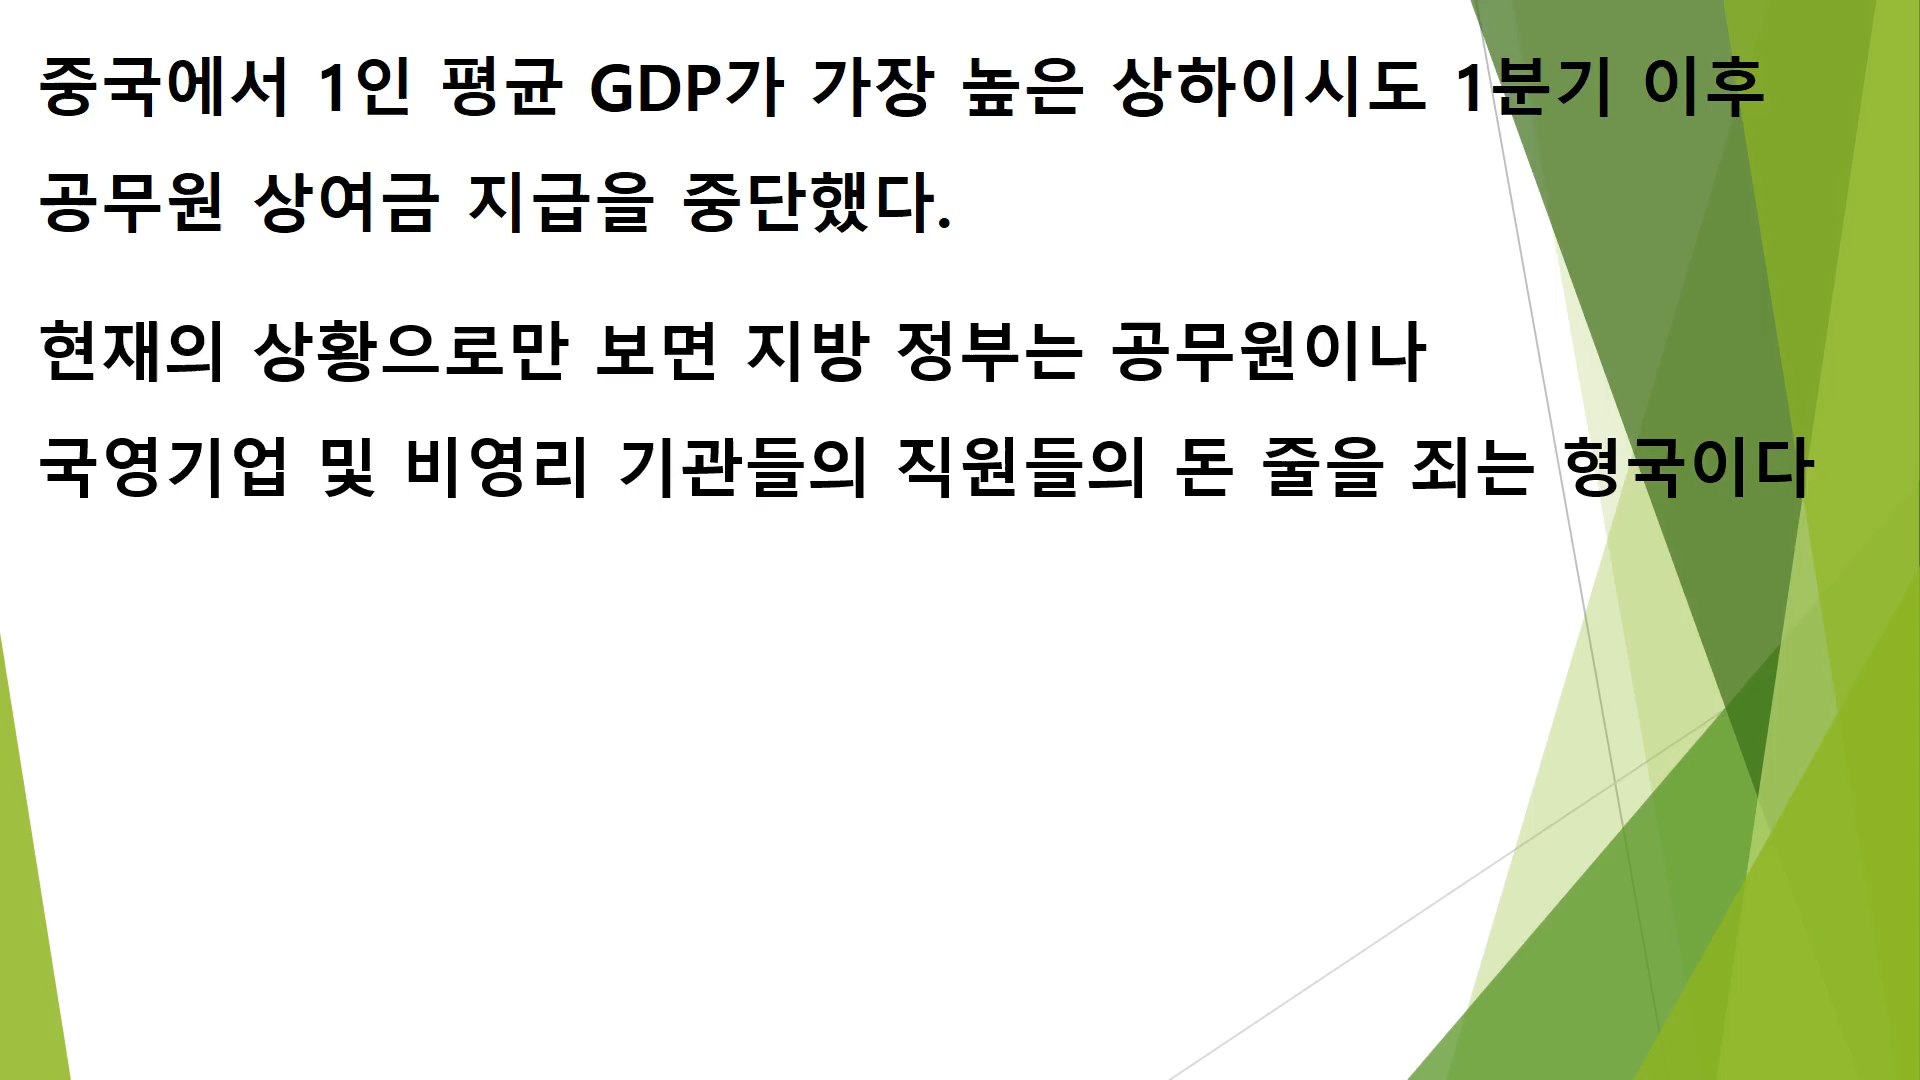 중국에서 1인 평균 GDP가 가장 높은 상하이시도 1분기 이후
공무원 상여금 지급을 중단했다.
현재의 상황으로만 보면 지방 정부는 공무원이나
국영기업 및 비영리 기관들의 직원들의 돈 줄을 죄는 형국이다